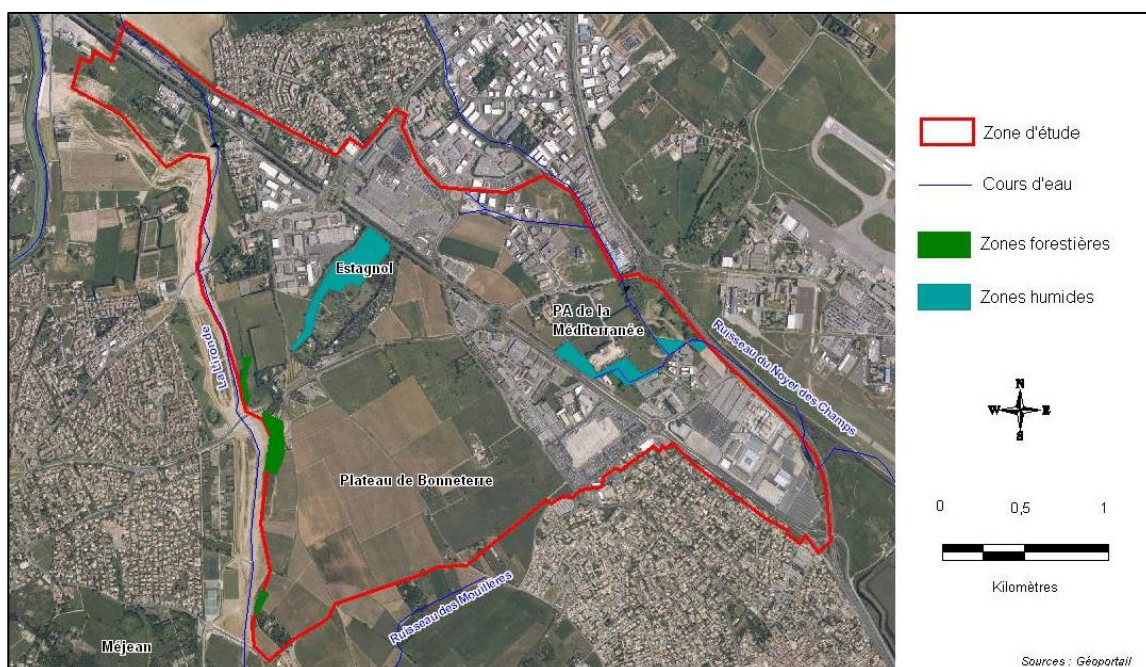 Estagnol
PA de la
Méditerranée
La Lironde
Ruisseau du Noyer des Champs
Plateau de Bonneterre
Ruisseau des Mouillères
Méjean
Zone d'étude
Cours d'eau
Zones forestières
Zones humides
N
W E
S
0 0,5 1
Kilomètres
Sources : Géoportail